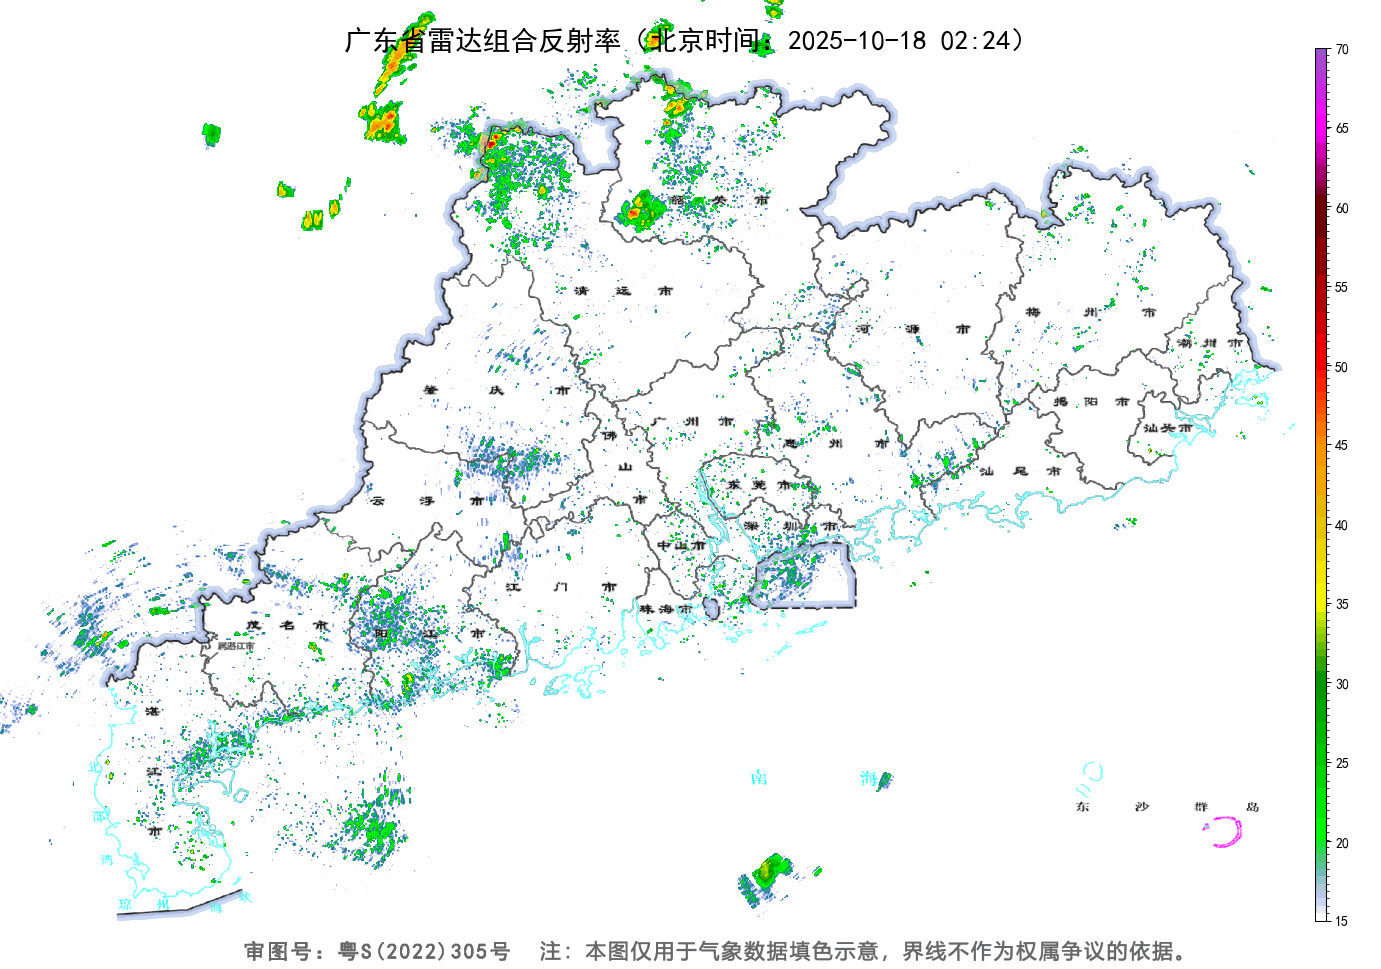 广东省雷达组合反射率（北京时间：2025-10-18 02:24）
70
65
60
55
50
45
40
35
30
25
20
15
韶关市
清远市
河源市
梅州市
潮州市
肇庆市
广州市
佛山市
惠州市
揭阳市
汕头市
汕尾市
云浮市
东莞市
深圳市
中山市
江门市
珠海市
茂名市
属湛江市
阳江市
湛江市
北部湾
琼州海峡
南海
东沙群岛
审图号：粤S(2022)305号 注：本图仅用于气象数据填色示意，界线不作为权属争议的依据。